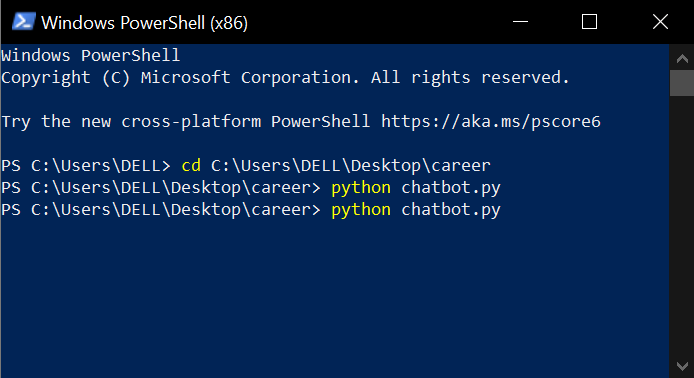 Windows PowerShell (x86)
Windows PowerShell
Copyright (C) Microsoft Corporation. All rights reserved.
Try the new cross-platform PowerShell https://aka.ms/pscore6
PS C:\Users\DELL> cd C:\Users\DELL\Desktop\career
PS C:\Users\DELL\Desktop\career> python chatbot.py
PS C:\Users\DELL\Desktop\career> python chatbot.py